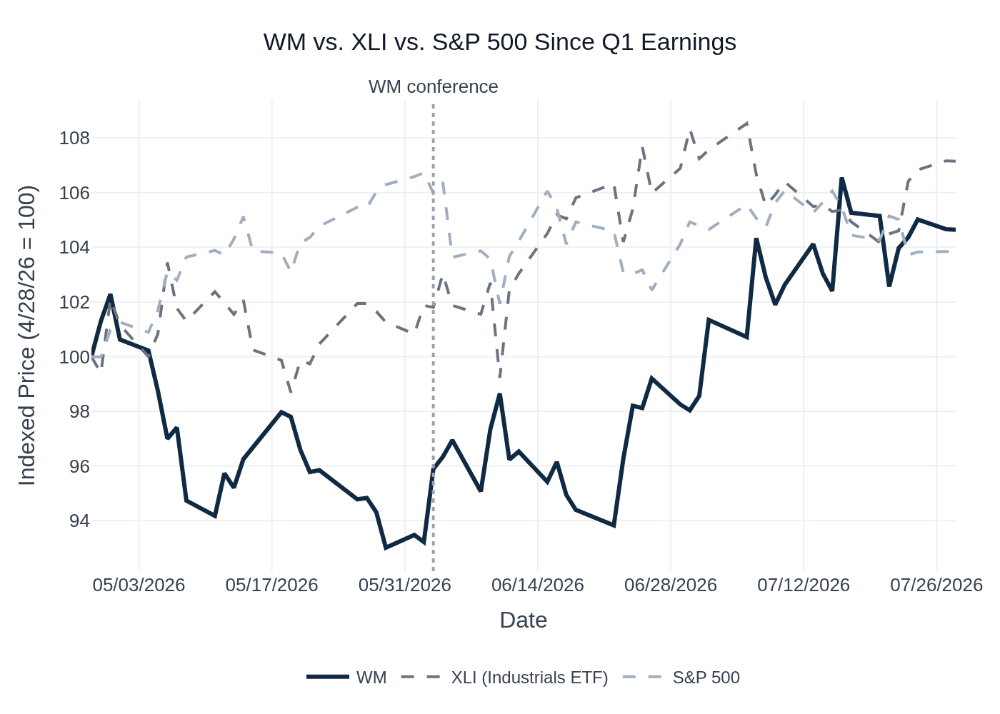 WM vs. XLI vs. S&P 500 Since Q1 Earnings
WM conference
Indexed Price (4/28/26 = 100)
108
106
104
102
100
98
96
94
05/03/2026 05/17/2026 05/31/2026 06/14/2026 06/28/2026 07/12/2026 07/26/2026
Date
WM XLI (Industrials ETF) S&P 500